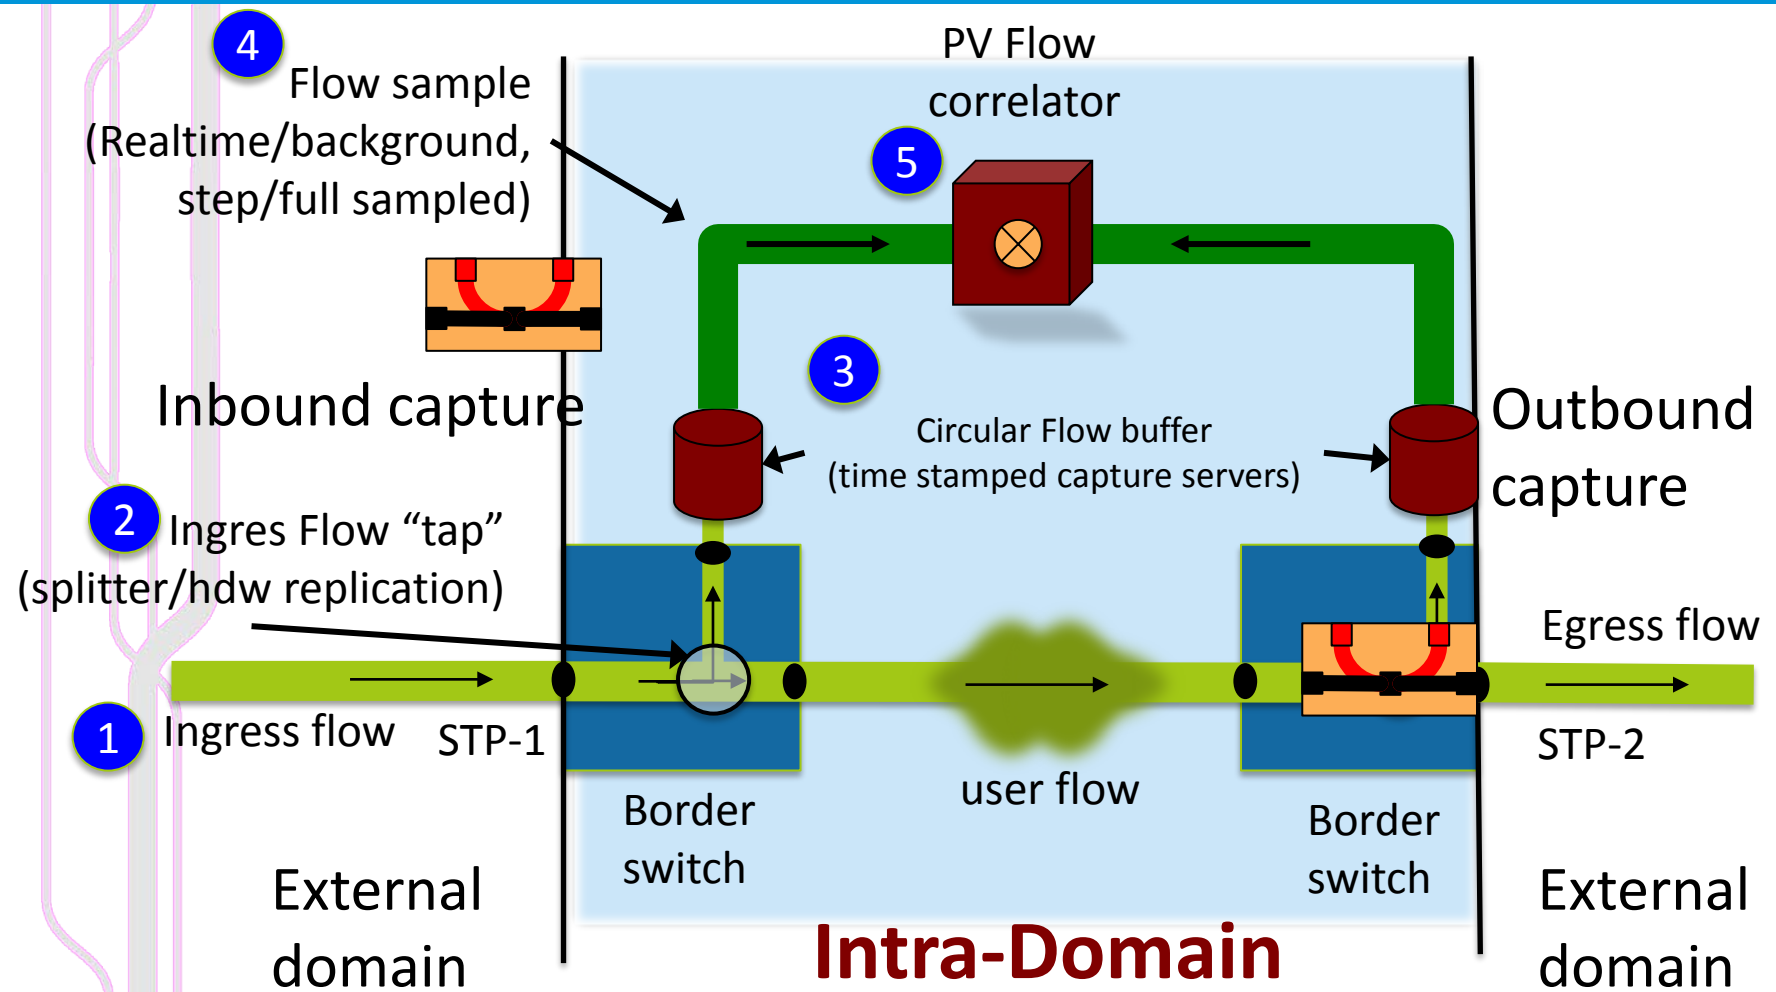 4
PV Flow
correlator
Flow sample
(Realtime/background,
step/full sampled)
5
3
Inbound capture
Circular Flow buffer
(time stamped capture servers)
Outbound
capture
2
Ingres Flow “tap”
(splitter/hdw replication)
Egress flow
1
Ingress flow
STP-1
STP-2
user flow
Border
switch
Border
switch
External
domain
Intra-Domain
External
domain